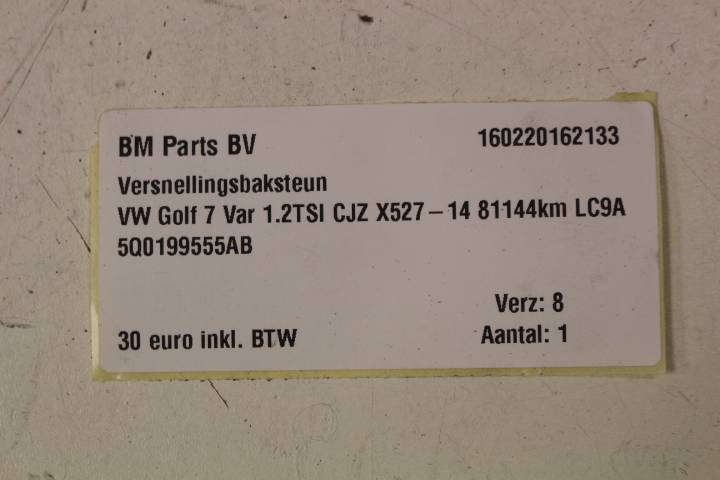 BM Parts BV 160220162133
Versnellingsbaksteun
VW Golf 7 Var 1.2TSI CJZ X527-14 81144km LC9A
5Q0199555AB
Verz: 8
30 euro inkl. BTW Aantal: 1